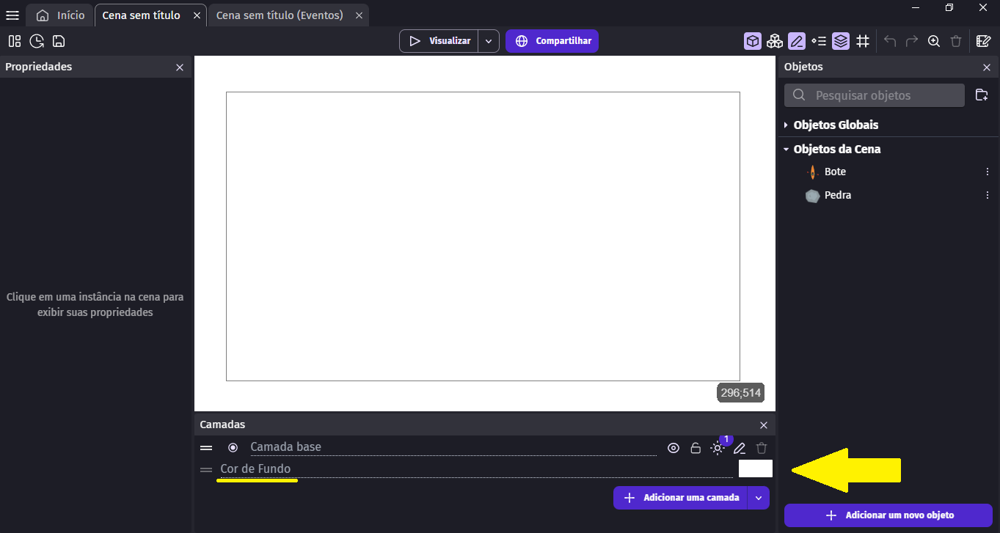 Início
Cena sem título
Cena sem título (Eventos)
Visualizar
Compartilhar
Propriedades
Clique em uma instância na cena para
exibir suas propriedades
296;514
Camadas
Camada base
1
Cor de Fundo
Adicionar uma camada
Objetos
Pesquisar objetos
Objetos Globais
Objetos da Cena
Bote
Pedra
Adicionar um novo objeto